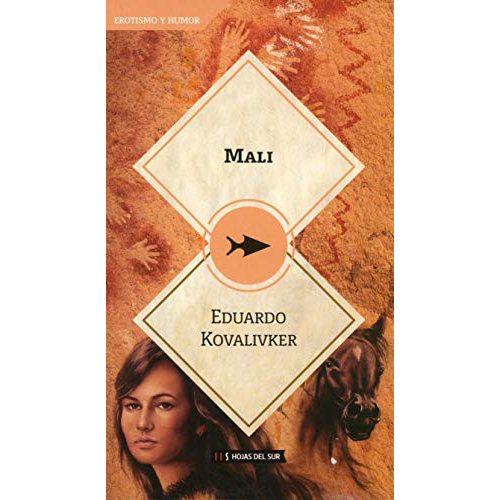 EROTISMO Y HUMOR
MALI
EDUARDO
KOVALIVKER
HOJAS DEL SUR